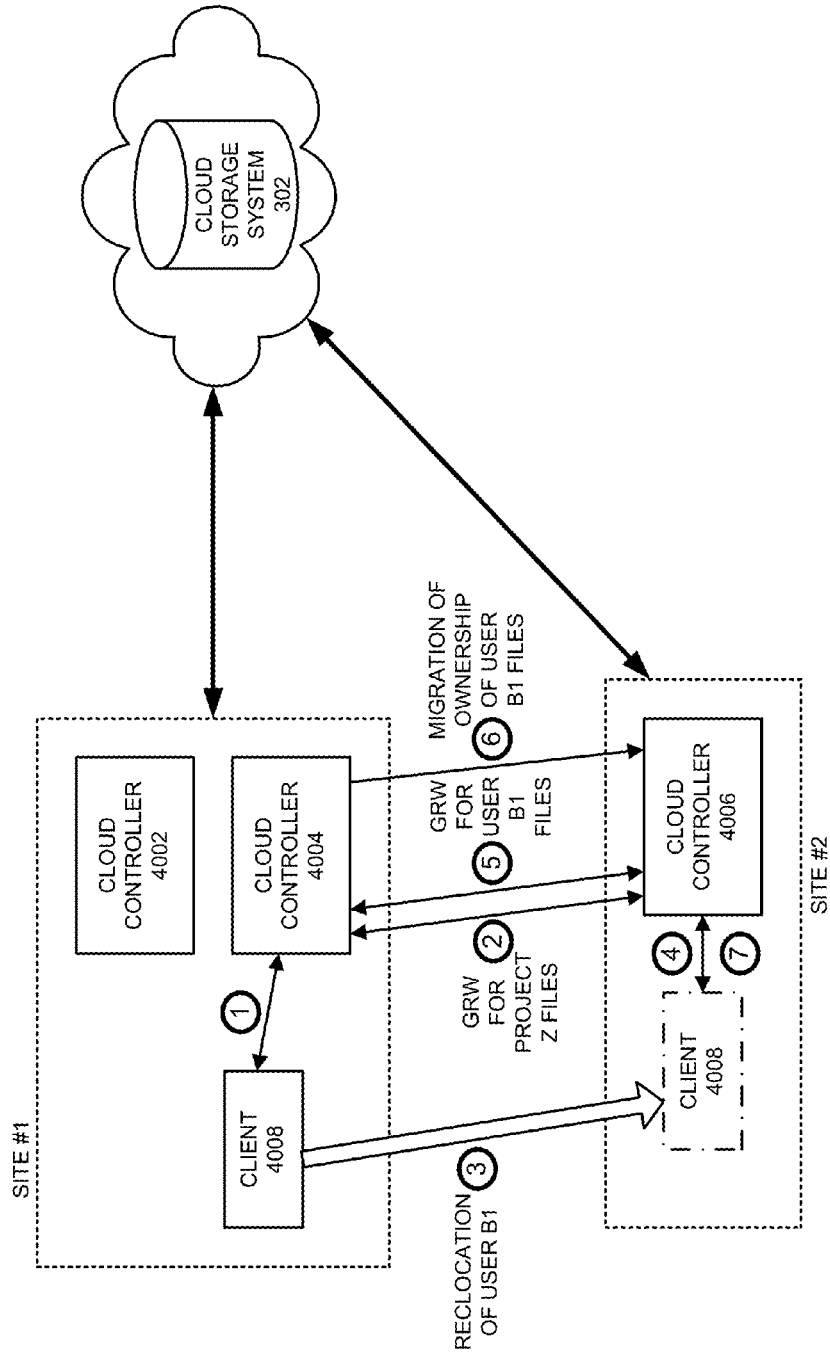 SITE #1
CLIENT
4008
1
CLOUD
CONTROLLER
4002
CLOUD
CONTROLLER
4004
CLOUD
STORAGE
SYSTEM
302
RECLOCATION
OF USER B1
3
GRW
FOR
PROJECT
Z FILES
2
5
GRW
FOR
USER
B1
FILES
6
MIGRATION OF
OWNERSHIP
OF USER
B1 FILES
CLIENT
4008
4
7
CLOUD
CONTROLLER
4006
SITE #2